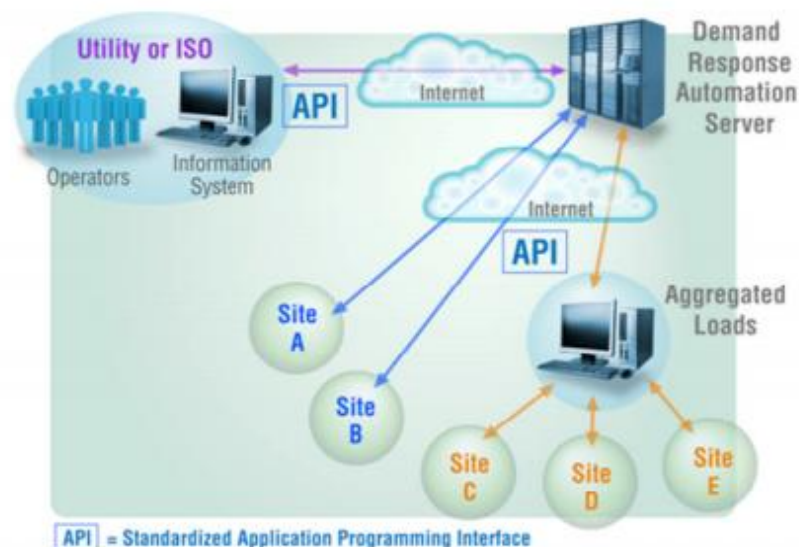 Utility or ISO
Operators
Information
System
API
Internet
Demand
Response
Automation
Server
Internet
API
Site
A
Site
B
Aggregated
Loads
Site
C
Site
D
Site
E
API = Standardized Application Programming Interface